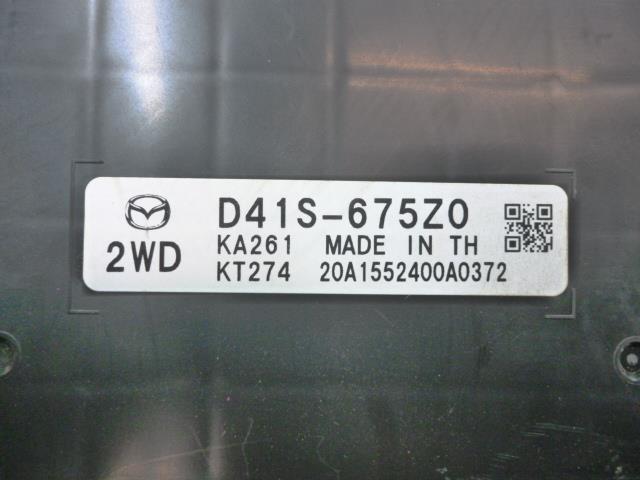 D41S-675Z0
2WD
KA261 MADE IN TH
KT274 20A1552400A0372